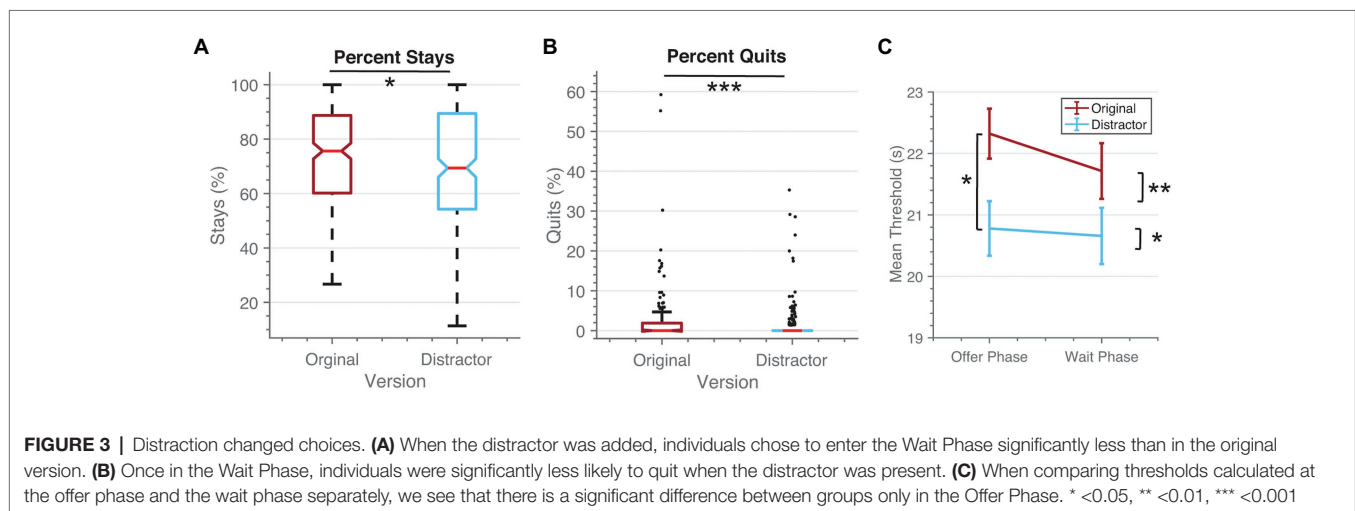 A
Percent Stays
*
100
80
60
40
20
Stays (%)
Orginal
Distractor
Version
B
Percent Quits
***
60
50
40
30
20
10
0
Quits (%)
Original
Distractor
Version
C
23
22
21
20
19
Mean Threshold (s)
Original
Distractor
*
**
*
Offer Phase
Wait Phase
FIGURE 3 | Distraction changed choices. (A) When the distractor was added, individuals chose to enter the Wait Phase significantly less than in the original
version. (B) Once in the Wait Phase, individuals were significantly less likely to quit when the distractor was present. (C) When comparing thresholds calculated at
the offer phase and the wait phase separately, we see that there is a significant difference between groups only in the Offer Phase. * <0.05, ** <0.01, *** <0.001